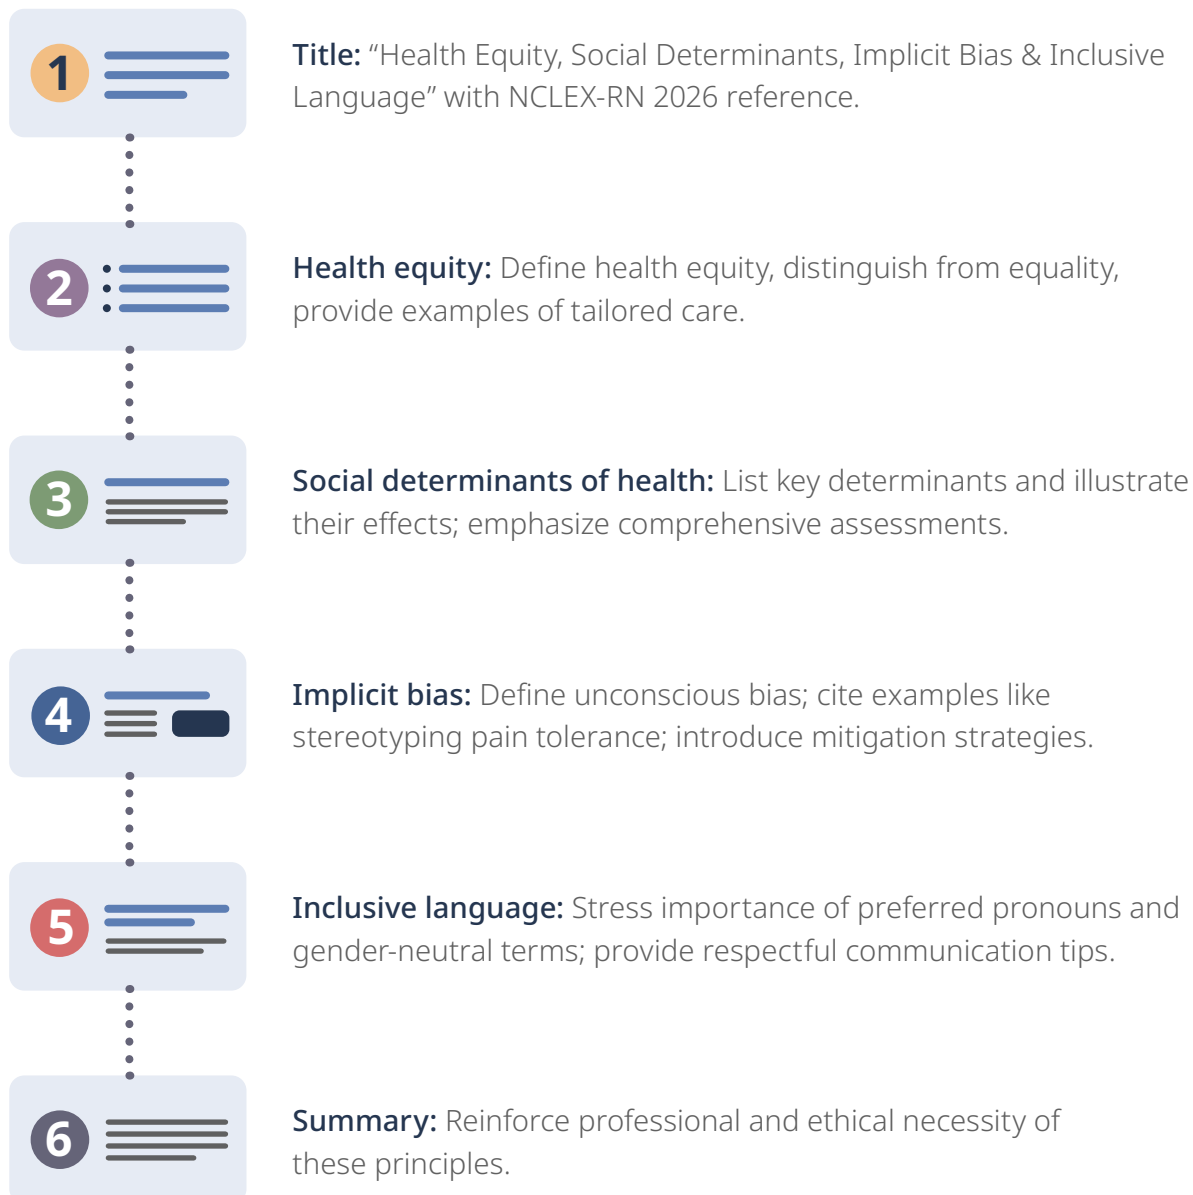 1
Title: “Health Equity, Social Determinants, Implicit Bias & Inclusive
Language” with NCLEX-RN 2026 reference.
2
Health equity: Define health equity, distinguish from equality,
provide examples of tailored care.
3
Social determinants of health: List key determinants and illustrate
their effects; emphasize comprehensive assessments.
4
Implicit bias: Define unconscious bias; cite examples like
stereotyping pain tolerance; introduce mitigation strategies.
5
Inclusive language: Stress importance of preferred pronouns and
gender-neutral terms; provide respectful communication tips.
6
Summary: Reinforce professional and ethical necessity of
these principles.